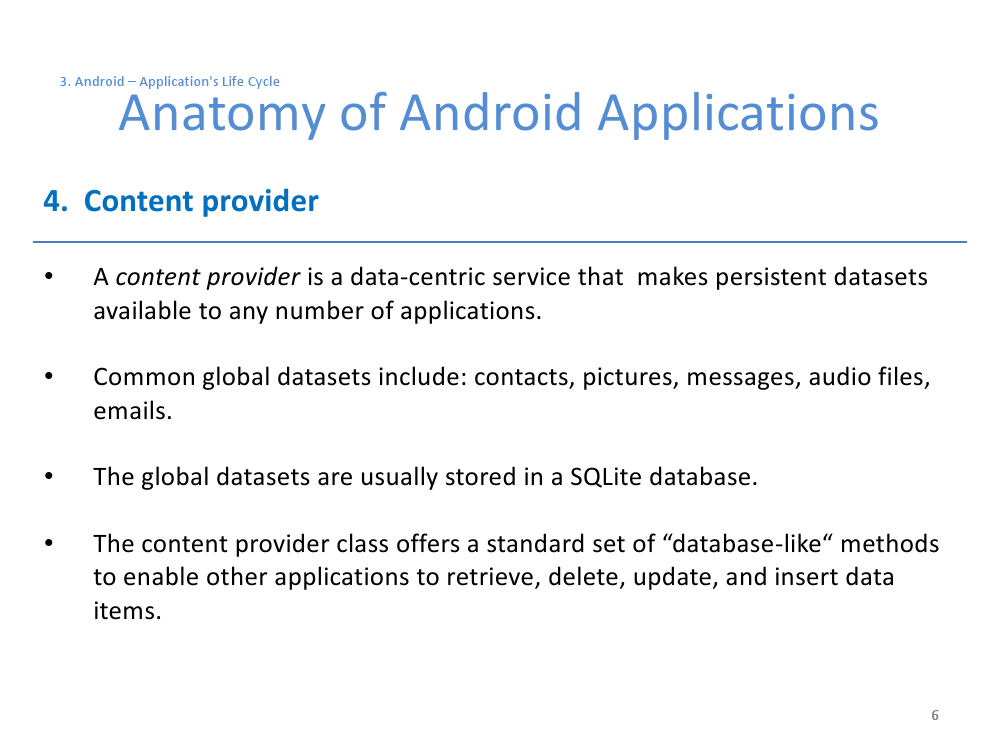 3. Android – Application's Life Cycle
Anatomy of Android Applications
4. Content provider
• A content provider is a data-centric service that  makes persistent datasets
available to any number of applications.
• Common global datasets include: contacts, pictures, messages, audio files,
emails.
• The global datasets are usually stored in a SQLite database.
• The content provider class offers a standard set of “database-like“ methods
to enable other applications to retrieve, delete, update, and insert data
items.
6